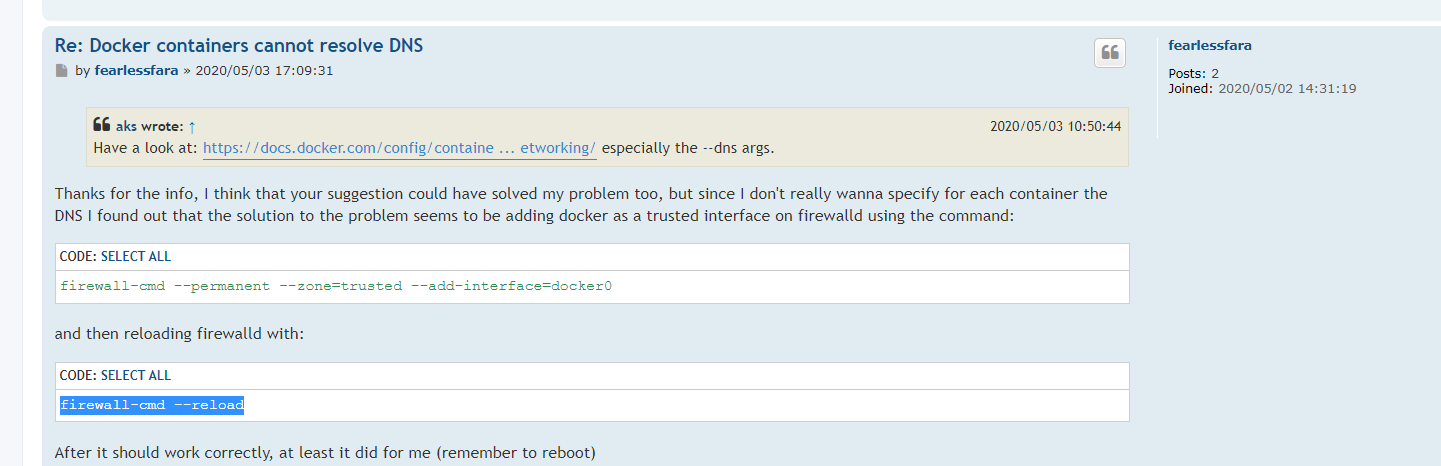 Re: Docker containers cannot resolve DNS
by fearlessfara » 2020/05/03 17:09:31
fearlessfara
Posts: 2
Joined: 2020/05/02 14:31:19
aks wrote: ↑ 2020/05/03 10:50:44
Have a look at: https://docs.docker.com/config/containe ... etworking/ especially the --dns args.
Thanks for the info, I think that your suggestion could have solved my problem too, but since I don't really wanna specify for each container the
DNS I found out that the solution to the problem seems to be adding docker as a trusted interface on firewalld using the command:
CODE: SELECT ALL
firewall-cmd --permanent --zone=trusted --add-interface=docker0
and then reloading firewalld with:
CODE: SELECT ALL
firewall-cmd --reload
After it should work correctly, at least it did for me (remember to reboot)